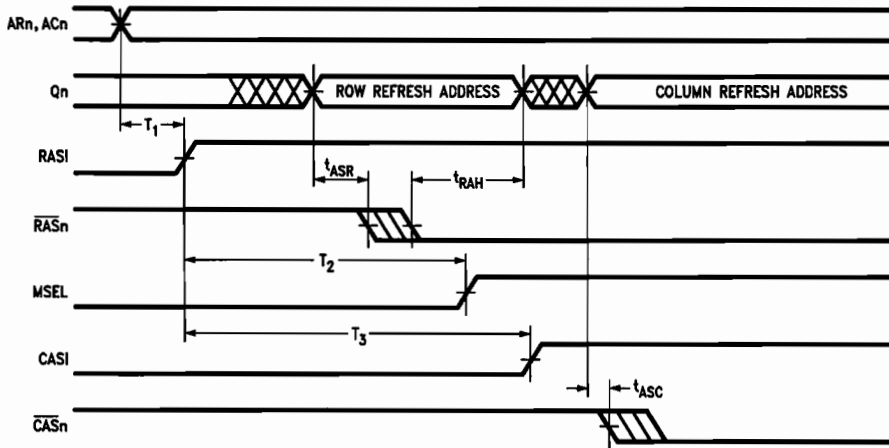 ARn, ACn
Qn
ROW REFRESH ADDRESS
COLUMN REFRESH ADDRESS
T1
RASI
tASR
tRAH
RASn
T2
MSEL
T3
CASI
tASC
CASn